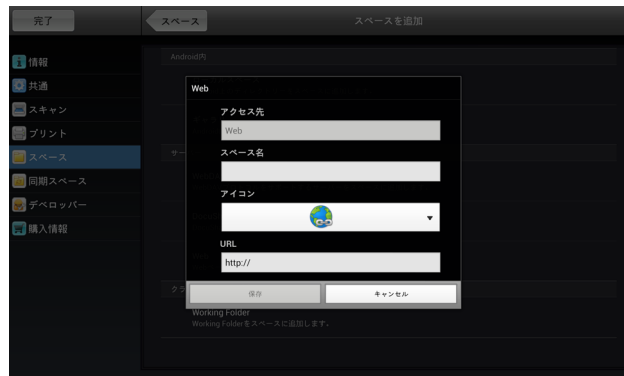 完了
スペース
スペースを追加
情報
共通
スキャン
プリント
スペース
同期スペース
デベロッパー
購入情報
Android内
Web
アクセス先
Web
スペース名
アイコン
URL
http://
保存
キャンセル
サー
クラ
Working Folder
Working Folderをスペースに追加します。